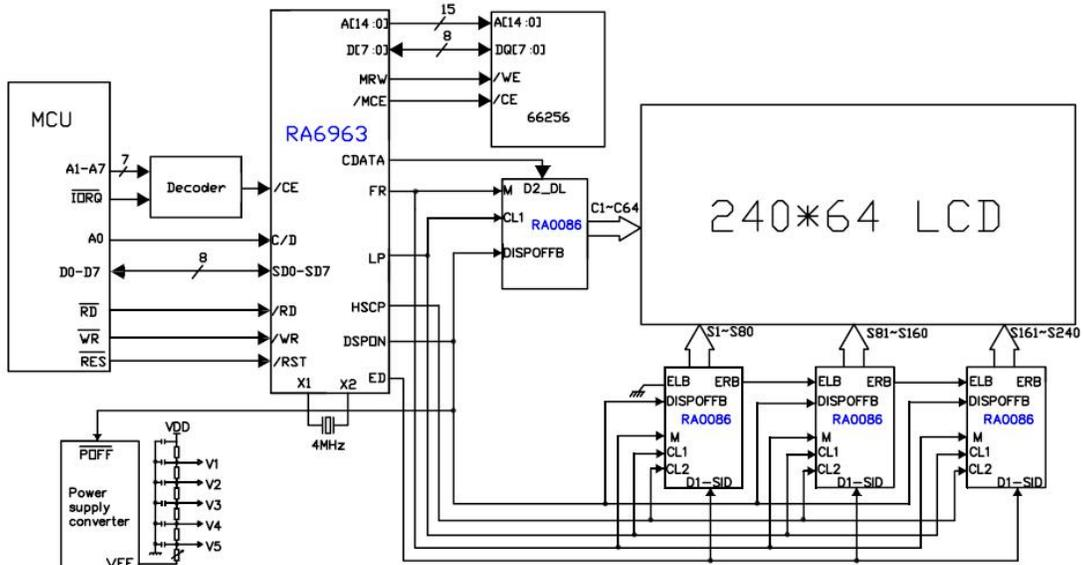 MCU
A1-A7
7
IORQ
A0
D0-D7
8
RD
WR
RES
Decoder
RA6963
/CE
C/D
SD0-SD7
/RD
/WR
/RST
X1
X2
4MHz
A[14:0]
15
D[7:0]
8
MRW
/MCE
CDATA
FR
LP
HSCP
DSPON
ED
A[14:0]
DQ[7:0]
/WE
/CE
66256
D2_DL
M
CL1
RA0086
DISPOFFB
C1~C64
240*64 LCD
S1~S80
S81~S160
S161~S240
ELB ERB
DISPOFFB
RA0086
M
CL1
CL2
D1-SID
ELB ERB
DISPOFFB
RA0086
M
CL1
CL2
D1-SID
ELB ERB
DISPOFFB
RA0086
M
CL1
CL2
D1-SID
POFF
Power
supply
converter
VEE
VDD
V1
V2
V3
V4
V5